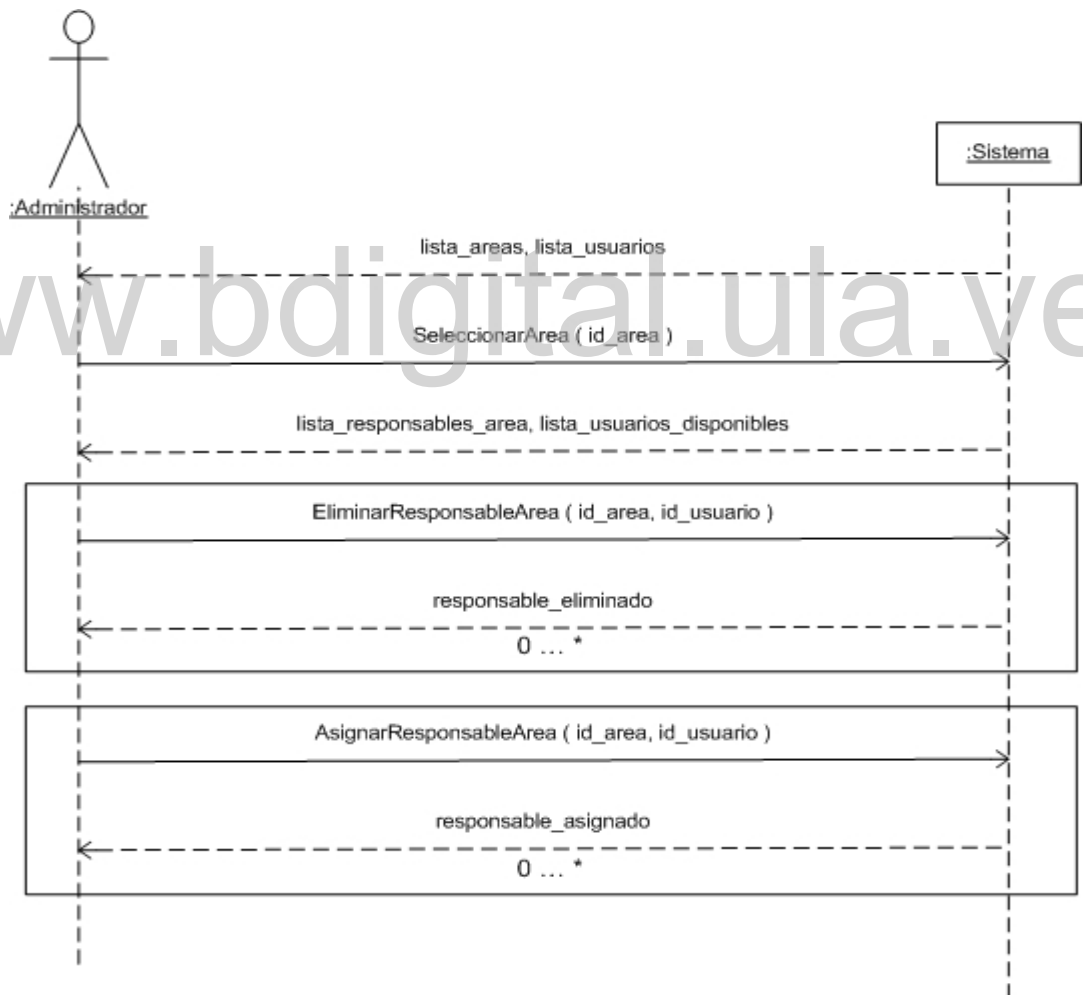 :Sistema
:Administrador
lista_areas, lista_usuarios
www.bdigital.ula.ve
SeleccionarArea ( id_area )
lista_responsables_area, lista_usuarios_disponibles
EliminarResponsableArea ( id_area, id_usuario )
responsable_eliminado
0 ... *
AsignarResponsableArea ( id_area, id_usuario )
responsable_asignado
0 ... *